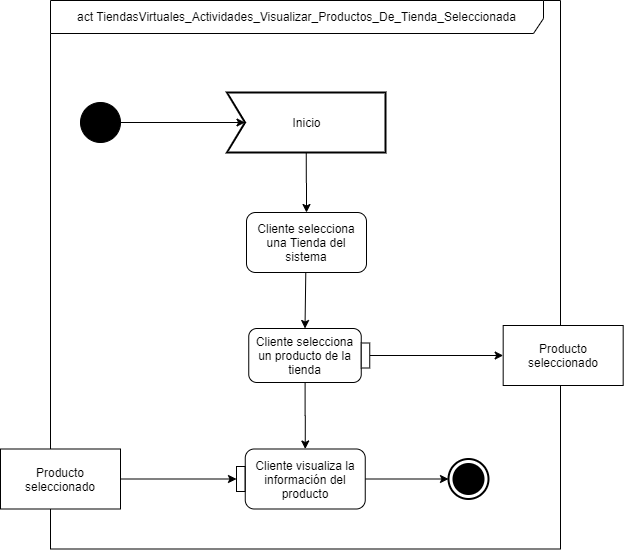 act TiendasVirtuales_Actividades_Visualizar_Productos_De_Tienda_Seleccionada
Inicio
Cliente selecciona
una Tienda del
sistema
Cliente selecciona
un producto de la
tienda
Producto
seleccionado
Producto
seleccionado
Cliente visualiza la
información del
producto